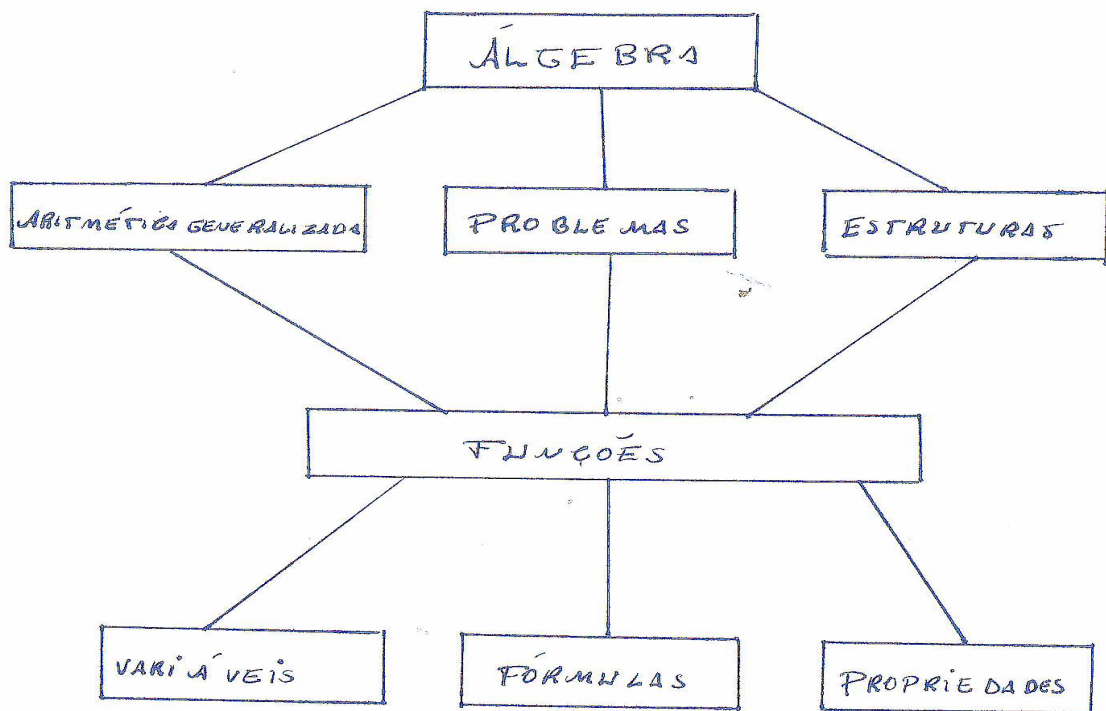 ÁLGEBRA
ARITMÉTICA GENERALIZADA
PROBLEMAS
ESTRUTURAS
FUNÇÕES
VARIÁVEIS
FÓRMULAS
PROPRIEDADES